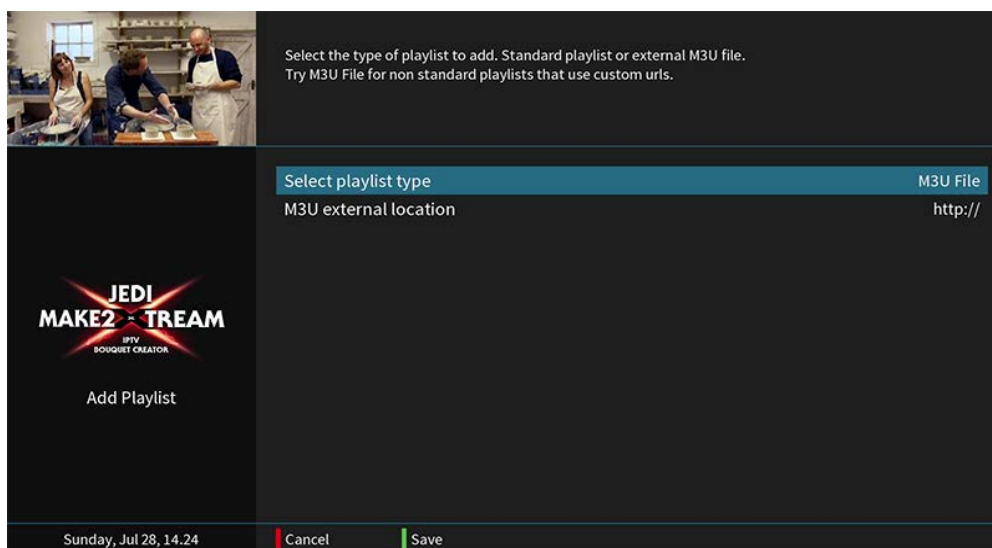 Select the type of playlist to add. Standard playlist or external M3U file.
Try M3U File for non standard playlists that use custom urls.
Select playlist type M3U File
M3U external location http://
JEDI
MAKE2 XTREAM
IPTV
BOUQUET CREATOR
Add Playlist
Sunday, Jul 28, 14.24 Cancel Save